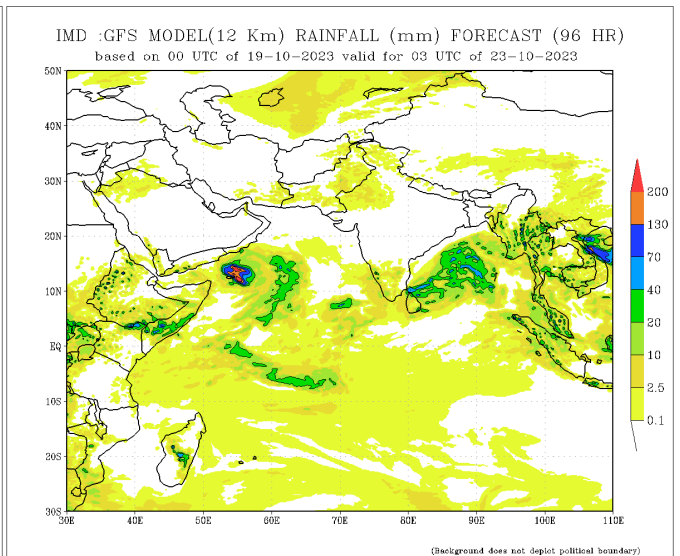 IMD :GFS MODEL(12 Km) RAINFALL (mm) FORECAST (96 HR)
based on 00 UTC of 19-10-2023 valid for 03 UTC of 23-10-2023
50N
40N
30N
20N
10N
EQ
10S
20S
30S
30E 40E 50E 60E 70E 80E 90E 100E 110E
200
130
70
40
20
10
2.5
0.1
(Background does not depict political boundary)